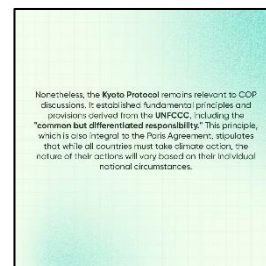 Nonetheless, the Kyoto Protocol remains relevant to COP
discussions. It established fundamental principles and
provisions derived from the UNFCCC, including the
"common but differentiated responsibility." This principle,
which is also integral to the Paris Agreement, stipulates
that while all countries must take climate action, the
nature of their actions will vary based on their individual
national circumstances.